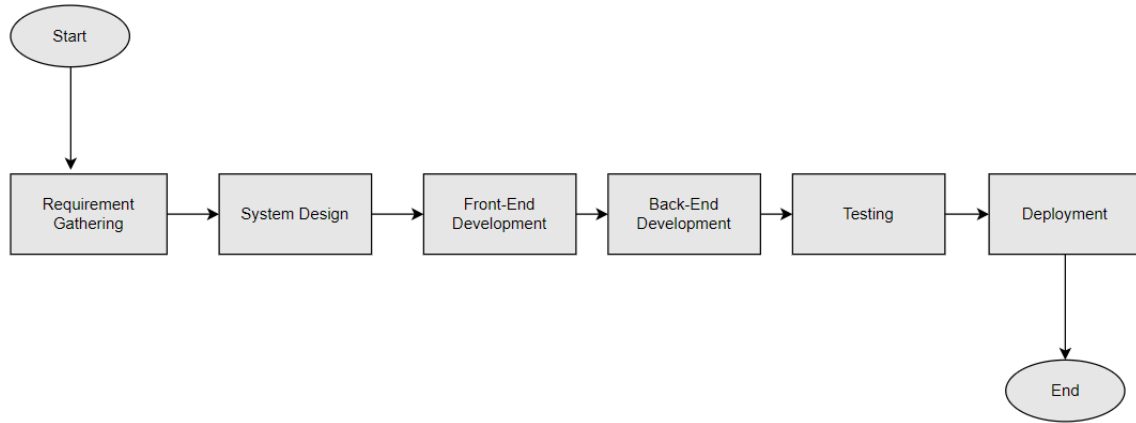 Start
Requirement
Gathering
System Design
Front-End
Development
Back-End
Development
Testing
Deployment
End